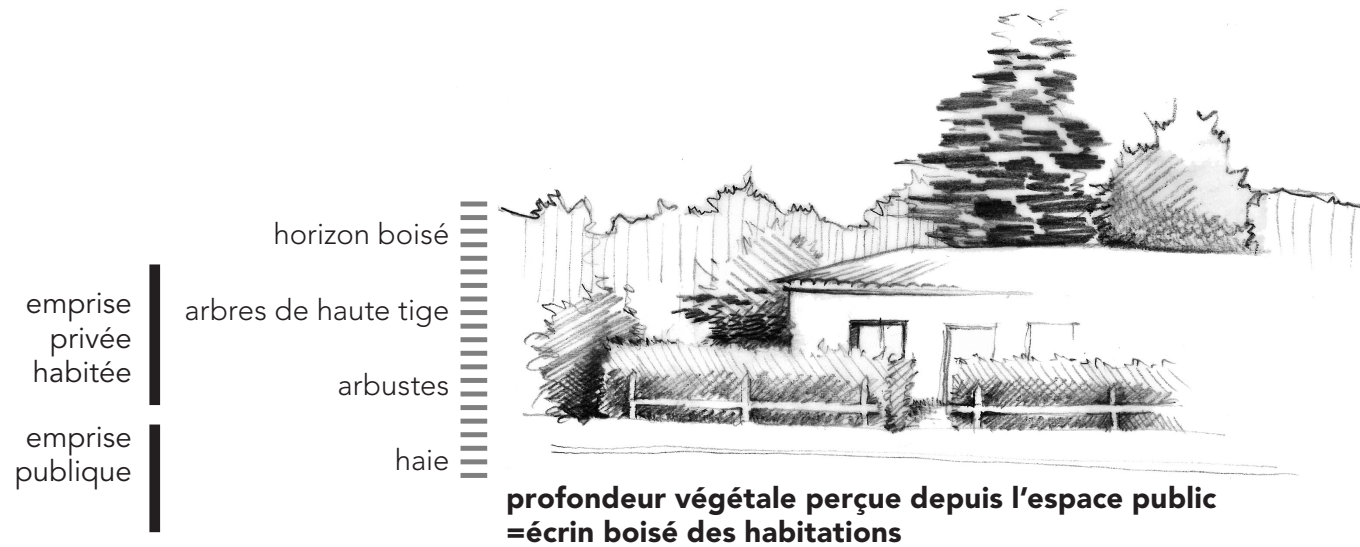 horizon boisé
emprise
privée
habitée
arbres de haute tige
arbustes
emprise
publique
haie
profondeur végétale perçue depuis l’espace public
=écrin boisé des habitations